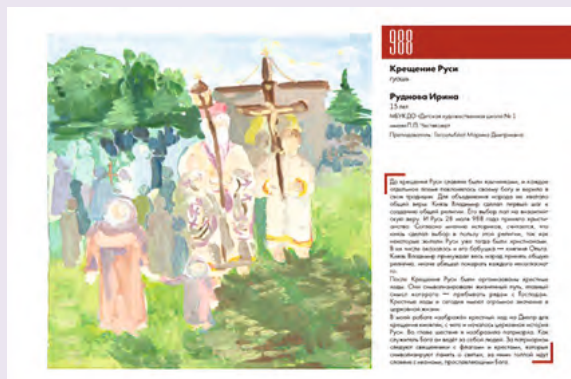 988
Крещение Руси
гуашь
Руднова Ирина
15 лет
МБУКДО «Детская художественная школа № 1
имени П.П. Чистякова»
Преподаватель: Гиссельблат Марина Дмитриевна
До крещения Руси славяне были язычниками, и каждое
отдельное племя поклонялось своему богу и верило в
свои традиции. Для объединения народа не хватало
общей веры. Князь Владимир сделал первый шаг к
созданию общей религии. Его выбор пал на византий-
скую веру. И Русь 28 июля 988 года приняла христи-
анство. Согласно мнению историков, считается, что
князь сделал выбор в пользу этой религии, так как
некоторые жители Руси уже тогда были христианами.
В их числе оказалась и его бабушка — княгиня Ольга.
Князь Владимир принуждал весь народ принять общую
религию, иначе обещал покарать каждого несогласно-
го.
После Крещения Руси были организованы крестные
ходы. Они символизировали жизненный путь, главный
смысл которого — пребывать рядом с Господом.
Крестные ходы и сегодня имеют огромное значение в
церковной жизни.
В моей работе изображён крестный ход на Днепр для
крещения киевлян, с чего и началась церковная история
Руси. Во главе шествия я изобразила патриарха. Как
служитель Бога он ведёт за собой людей. За патриархом
следуют священники с флагами и крестами, которые
символизируют память о святых, за ними толпой идут
славяне с иконами, прославляющими Бога.